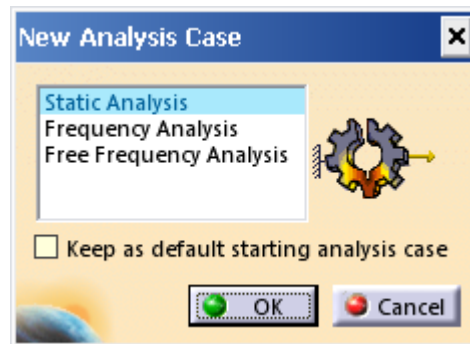 New Analysis Case
Static Analysis
Frequency Analysis
Free Frequency Analysis
Keep as default starting analysis case
OK
Cancel